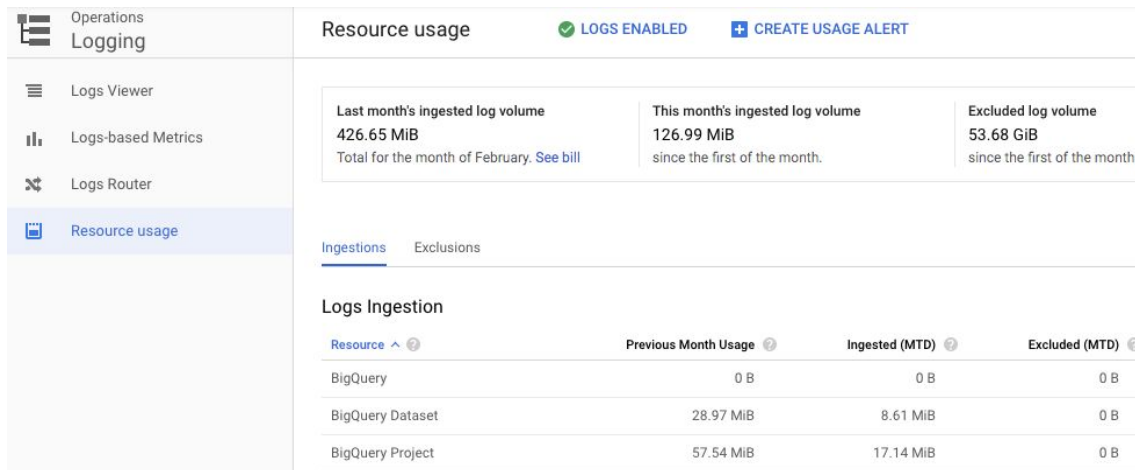 Operations
Logging
Logs Viewer
Logs-based Metrics
Logs Router
Resource usage
Resource usage
LOGS ENABLED
CREATE USAGE ALERT
Last month's ingested log volume
426.65 MiB
Total for the month of February. See bill
This month's ingested log volume
126.99 MiB
since the first of the month.
Excluded log volume
53.68 GiB
since the first of the month
Ingestions Exclusions
Logs Ingestion
Resource Previous Month Usage Ingested (MTD) Excluded (MTD)
BigQuery 0 B 0 B 0 B
BigQuery Dataset 28.97 MiB 8.61 MiB 0 B
BigQuery Project 57.54 MiB 17.14 MiB 0 B